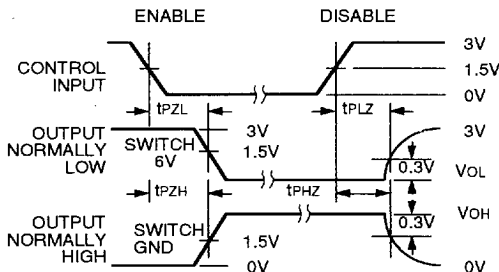 ENABLE DISABLE
3V
CONTROL INPUT
1.5V
0V
tPZL tPLZ
OUTPUT NORMALLY LOW
SWITCH 6V
3V
1.5V
3V
0.3V
VOL
tPZH tPHZ
VOH
0.3V
OUTPUT NORMALLY HIGH
SWITCH GND
1.5V
0V
0V